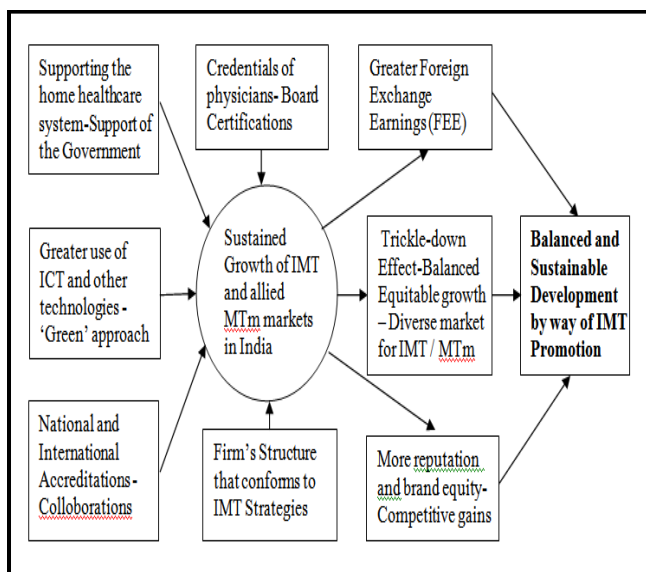 Supporting the
home healthcare
system-Support of
the Government
Credentials of
physicians- Board
Certifications
Greater Foreign
Exchange
Earnings (FEE)
Greater use of
ICT and other
technologies -
‘Green’ approach
Sustained
Growth of IMT
and allied
MTm markets
in India
Trickle-down
Effect-Balanced
Equitable growth
– Diverse market
for IMT / MTm
Balanced and
Sustainable
Development
by way of IMT
Promotion
National and
International
Accreditations -
Colloborations
Firm’s Structure
that conforms to
IMT Strategies
More reputation
and brand equity-
Competitive gains